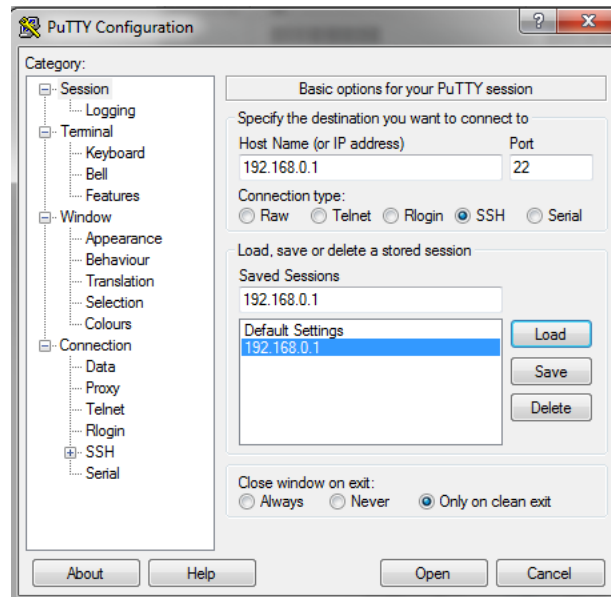 PuTTY Configuration
Category:
Session
Logging
Terminal
Keyboard
Bell
Features
Window
Appearance
Behaviour
Translation
Selection
Colours
Connection
Data
Proxy
Telnet
Rlogin
SSH
Serial
Basic options for your PuTTY session
Specify the destination you want to connect to
Host Name (or IP address) Port
192.168.0.1 22
Connection type:
Raw Telnet Rlogin SSH Serial
Load, save or delete a stored session
Saved Sessions
192.168.0.1
Default Settings
192.168.0.1
Load
Save
Delete
Close window on exit:
Always Never Only on clean exit
About Help Open Cancel